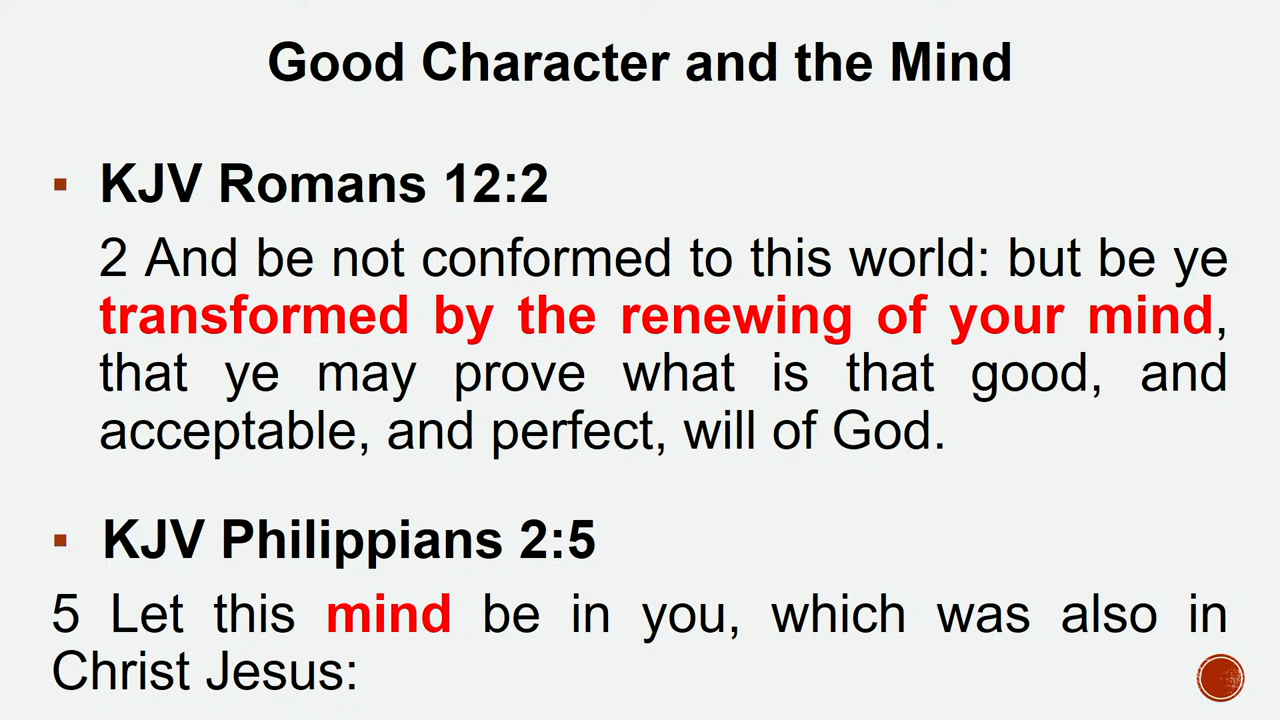 Good Character and the Mind
▪ KJV Romans 12:2
2 And be not conformed to this world: but be ye
transformed by the renewing of your mind,
that ye may prove what is that good, and
acceptable, and perfect, will of God.
▪ KJV Philippians 2:5
5 Let this mind be in you, which was also in
Christ Jesus: